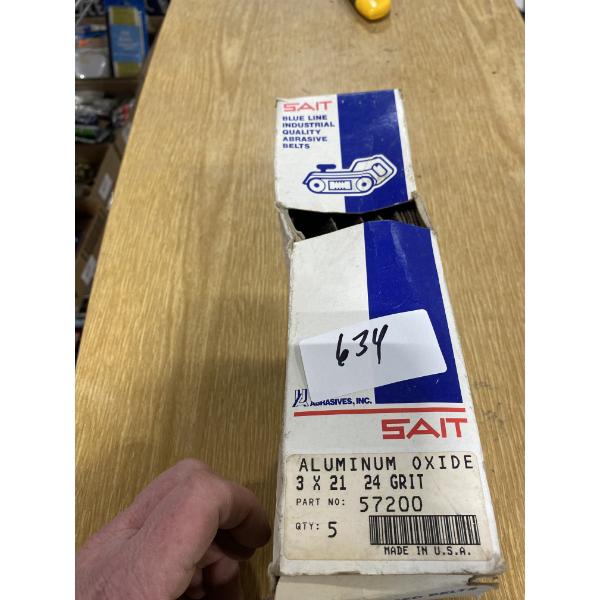 SAIT
BLUE LINE
INDUSTRIAL
QUALITY
ABRASIVE
BELTS
634
ABRASIVES, INC.
SAIT
ALUMINUM OXIDE
3 X 21 24 GRIT
PART NO: 57200
QTY: 5
MADE IN U.S.A.
BELTS